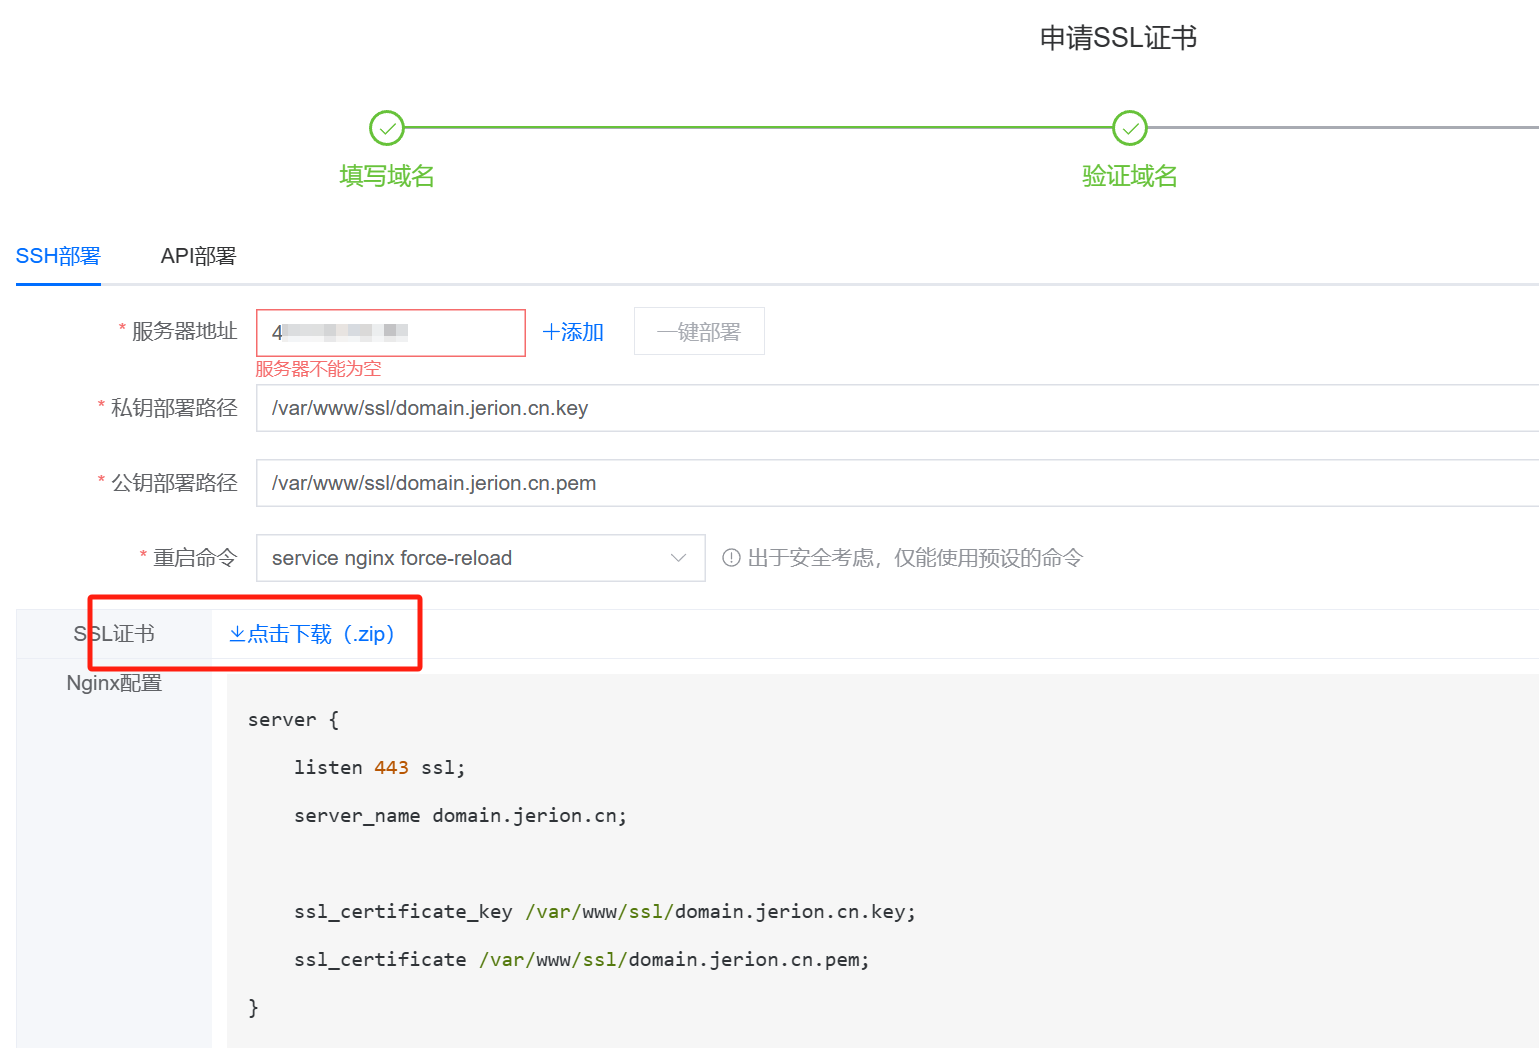 申请SSL证书
填写域名
验证域名
SSH部署 API部署
* 服务器地址 4 +添加 一键部署
服务器不能为空
* 私钥部署路径 /var/www/ssl/domain.jerion.cn.key
* 公钥部署路径 /var/www/ssl/domain.jerion.cn.pem
* 重启命令 service nginx force-reload 出于安全考虑，仅能使用预设的命令
SSL证书 点击下载（.zip）
Nginx配置
server {
listen 443 ssl;
server_name domain.jerion.cn;
ssl_certificate_key /var/www/ssl/domain.jerion.cn.key;
ssl_certificate /var/www/ssl/domain.jerion.cn.pem;
}